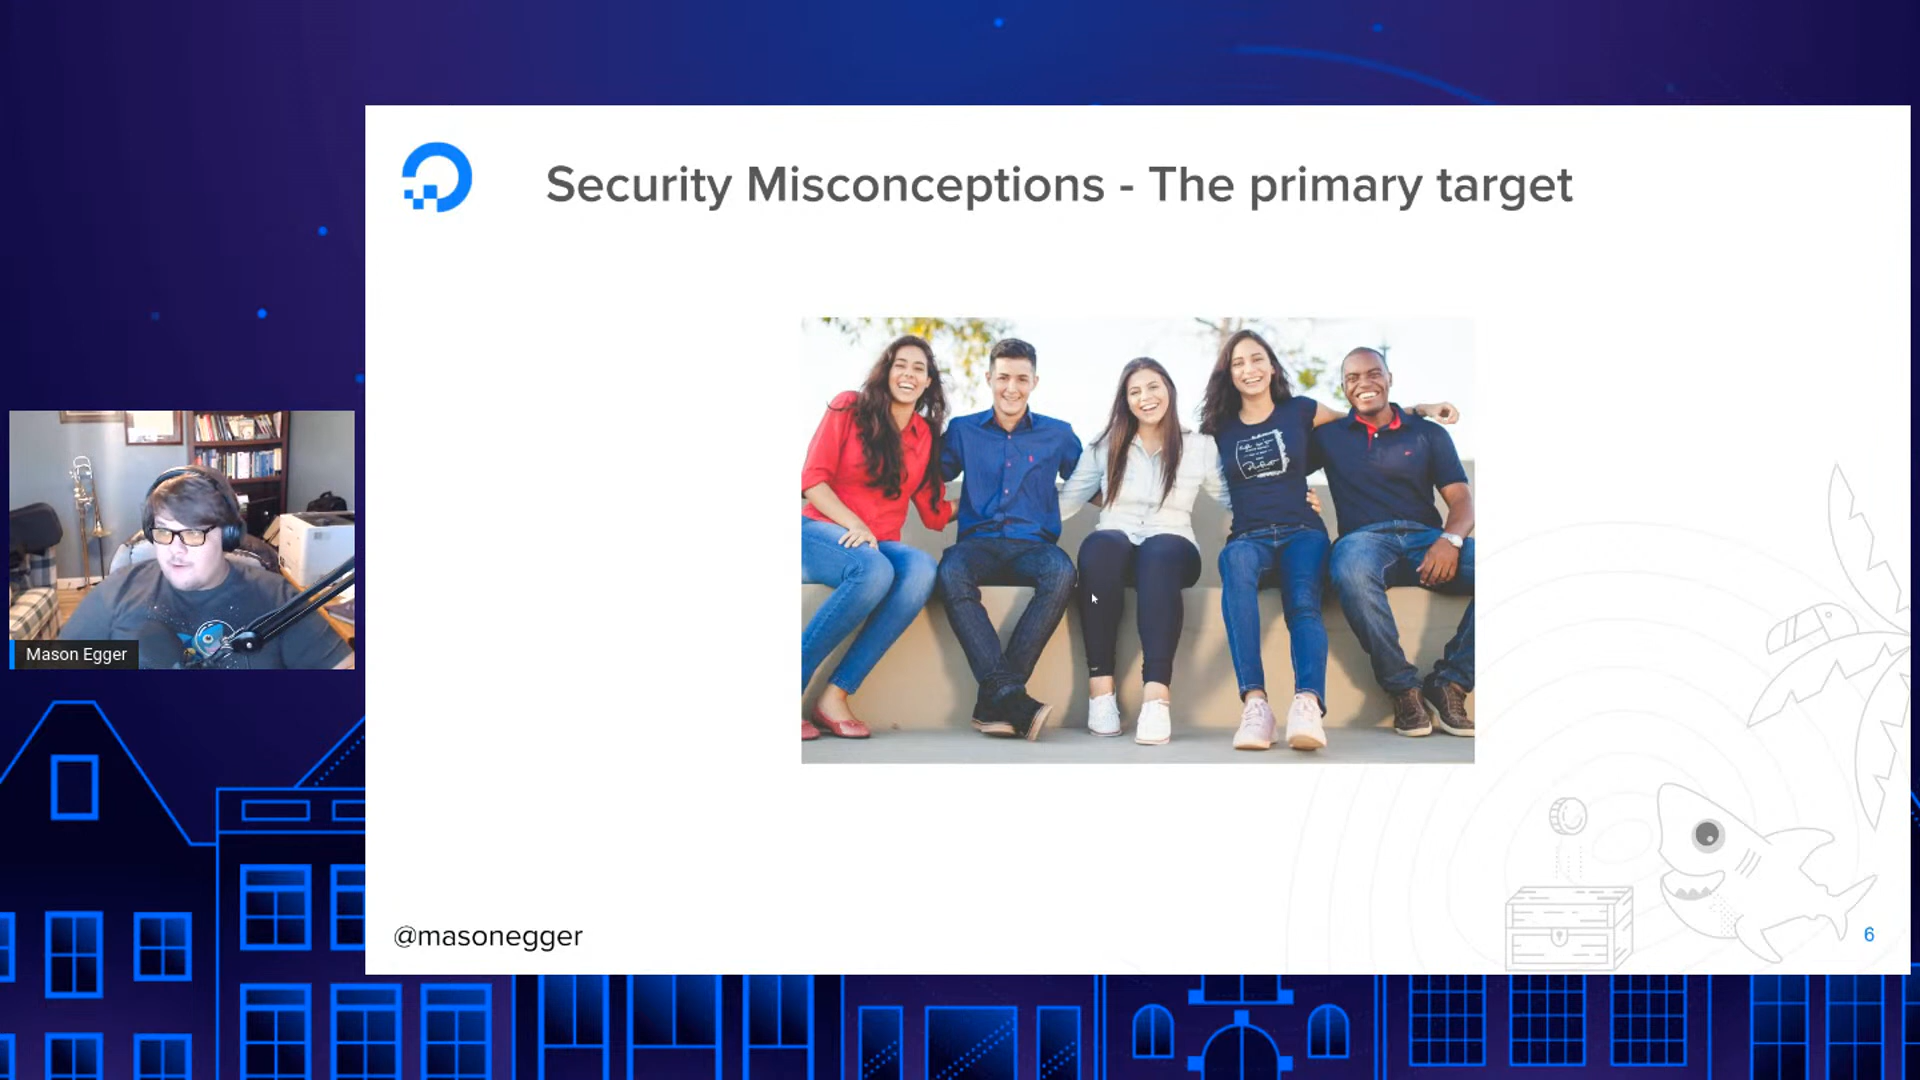 Security Misconceptions - The primary target
Mason Egger
@masonegger
6